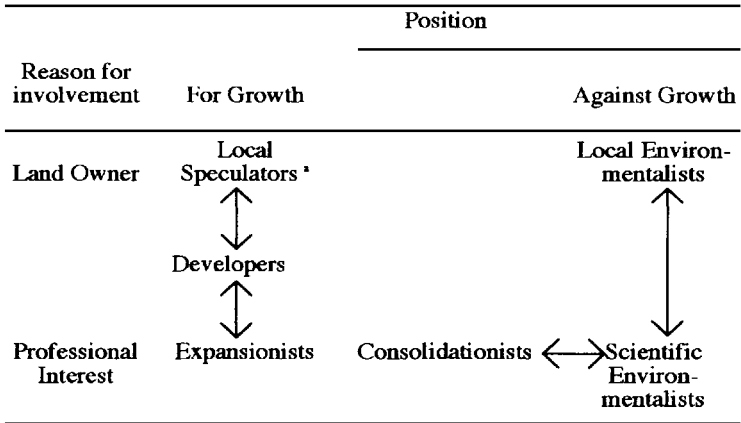 Position
Reason for
involvement
For Growth
Against Growth
Land Owner
Local
Speculators ᵃ
Local Environ-
mentalists
Developers
Professional
Interest
Expansionists
Consolidationists
Scientific
Environ-
mentalists